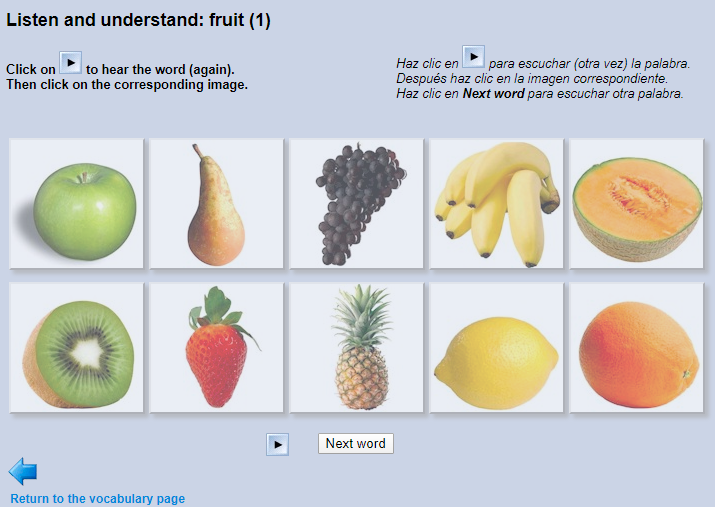 Listen and understand: fruit (1)
Click on to hear the word (again).
Then click on the corresponding image.
Haz clic en para escuchar (otra vez) la palabra.
Después haz clic en la imagen correspondiente.
Haz clic en Next word para escuchar otra palabra.
Next word
Return to the vocabulary page